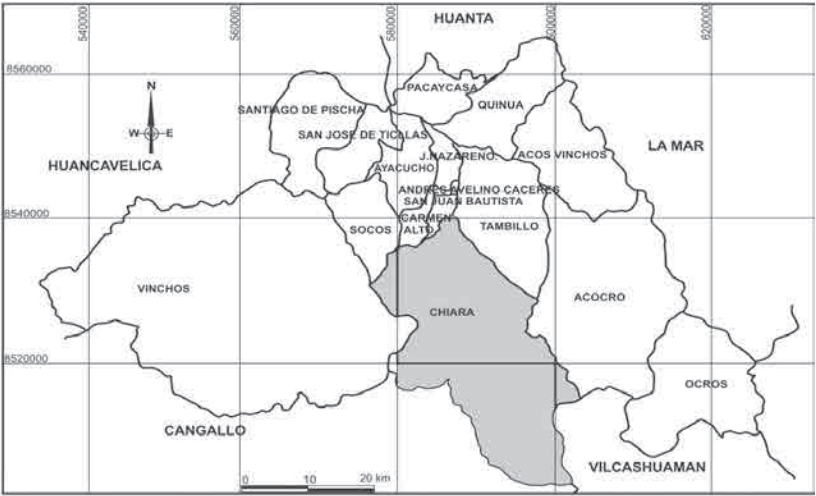 540000
560000
580000
600000
620000
HUANTA
8560000
N
W E
PACAYCASA
QUINUA
SANTIAGO DE PISCHA
SAN JOSE DE TICLLAS
LA MAR
J.NAZARENO.
ACOS VINCHOS
HUANCAVELICA
AYACUCHO
ANDRES AVELINO CACERES
SAN JUAN BAUTISTA
8540000
CARMEN
ALTO
SOCOS
TAMBILLO
VINCHOS
ACOCRO
CHIARA
8520000
OCROS
CANGALLO
VILCASHUAMAN
0 10 20 km